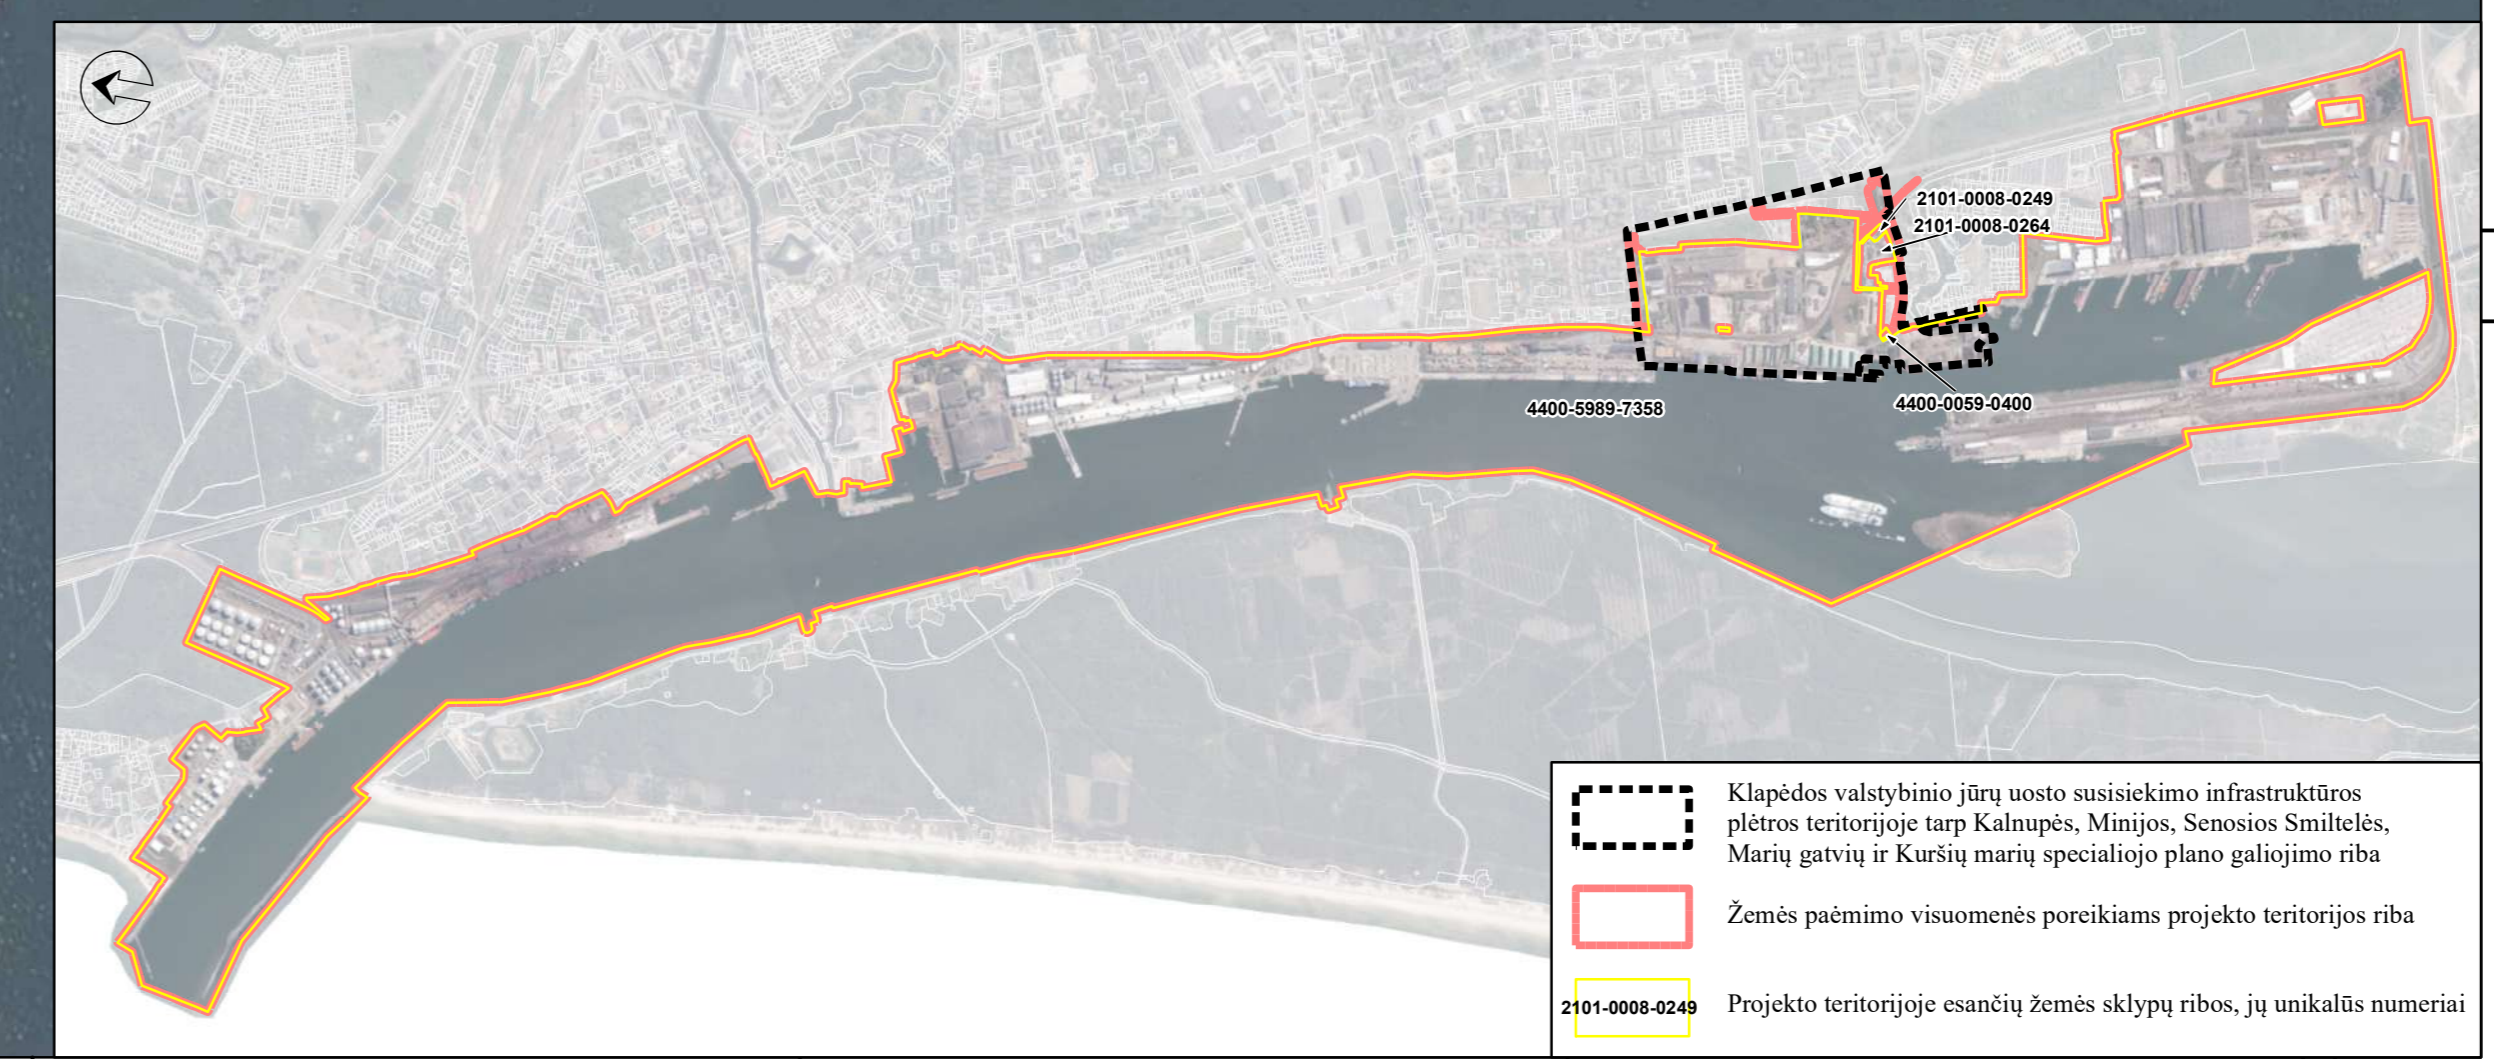 2101-0008-0249
2101-0008-0264
4400-5989-7358
4400-0059-0400
Klapėdos valstybinio jūrų uosto susisiekimo infrastruktūros
plėtros teritorijoje tarp Kalnupės, Minijos, Senosios Smiltelės,
Marių gatvių ir Kuršių marių specialiojo plano galiojimo riba
Žemės paėmimo visuomenės poreikiams projekto teritorijos riba
2101-0008-0249
Projekto teritorijoje esančių žemės sklypų ribos, jų unikalūs numeriai